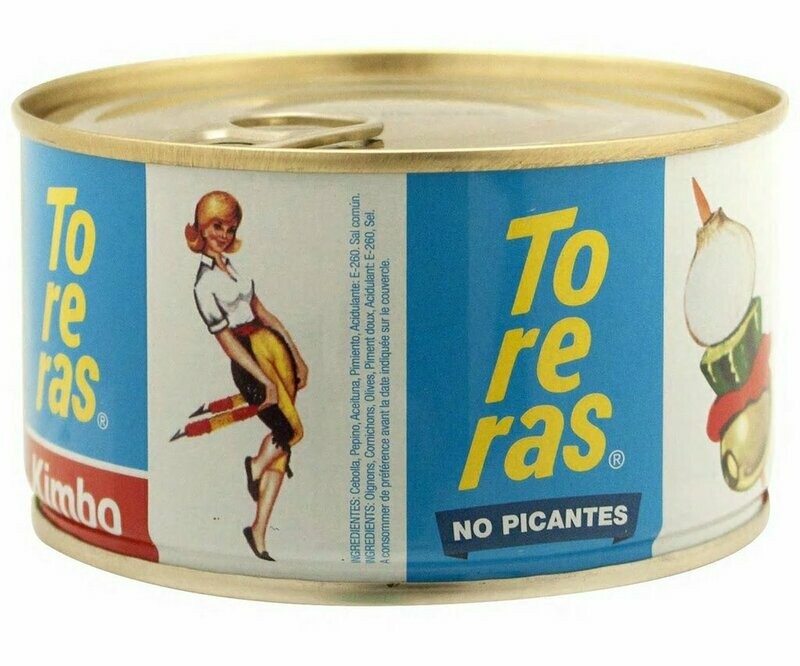 To
re
ras®
Kimbo
INGREDIENTES: Cebolla, Pepino, Aceituna, Pimiento, Acidulante: E-260. Sal común.
INGREDIENTS: Oignons, Cornichons, Olives, Piment doux, Acidulant: E-260, Sel.
A consommer de préférence avant la date indiquée sur le couvercle.
To
re
ras®
NO PICANTES